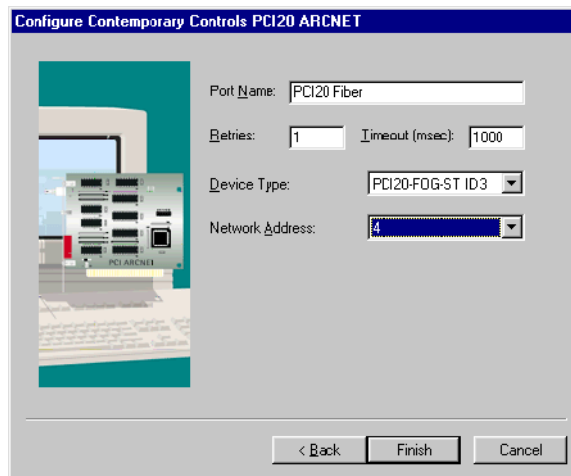 Configure Contemporary Controls PCI20 ARCNET
Port Name: PCI20 Fiber
Retries: 1 Timeout (msec): 1000
Device Type: PCI20-FOG-ST ID3
Network Address: 4
PCI ARCNET
< Back Finish Cancel